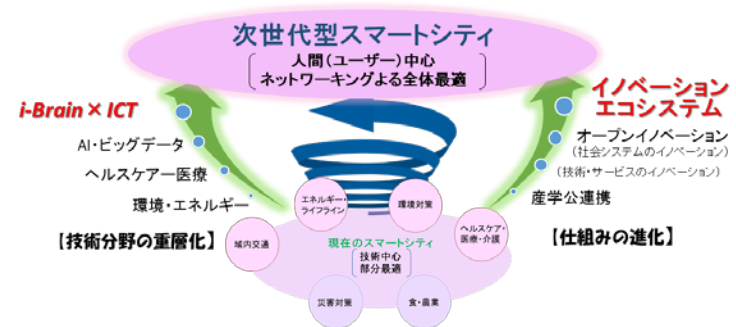 次世代型スマートシティ
人間(ユーザー)中心
ネットワーキングよる全体最適
i-Brain×ICT
AI・ビッグデータ
ヘルスケアー医療
環境・エネルギー
【技術分野の重層化】
イノベーション
エコシステム
オープンイノベーション
(社会システムのイノベーション)
(技術・サービスのイノベーション)
産学公連携
【仕組みの進化】
エネルギー・
ライフライン
環境対策
域内交通
ヘルスケア・
医療・介護
現在のスマートシティ
技術中心
部分最適
災害対策
食・農業